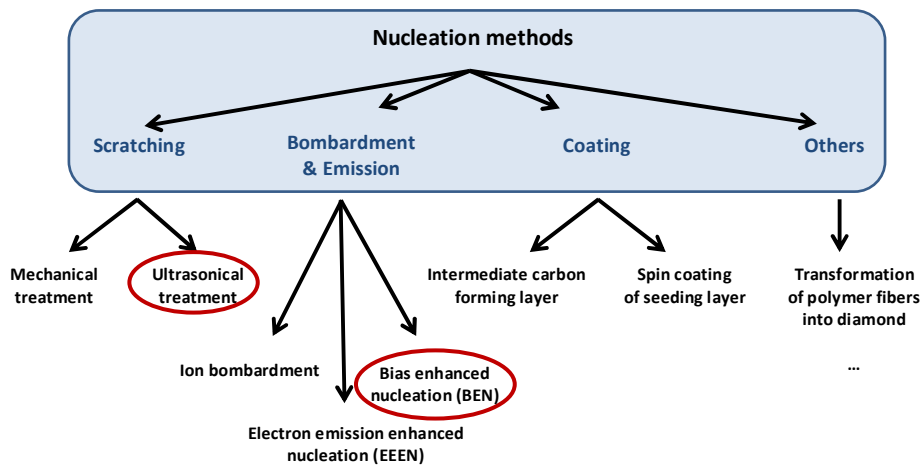 Nucleation methods
Scratching
Bombardment
& Emission
Coating
Others
Mechanical
treatment
Ultrasonical
treatment
Intermediate carbon
forming layer
Spin coating
of seeding layer
Transformation
of polymer fibers
into diamond
...
Ion bombardment
Bias enhanced
nucleation (BEN)
Electron emission enhanced
nucleation (EEEN)